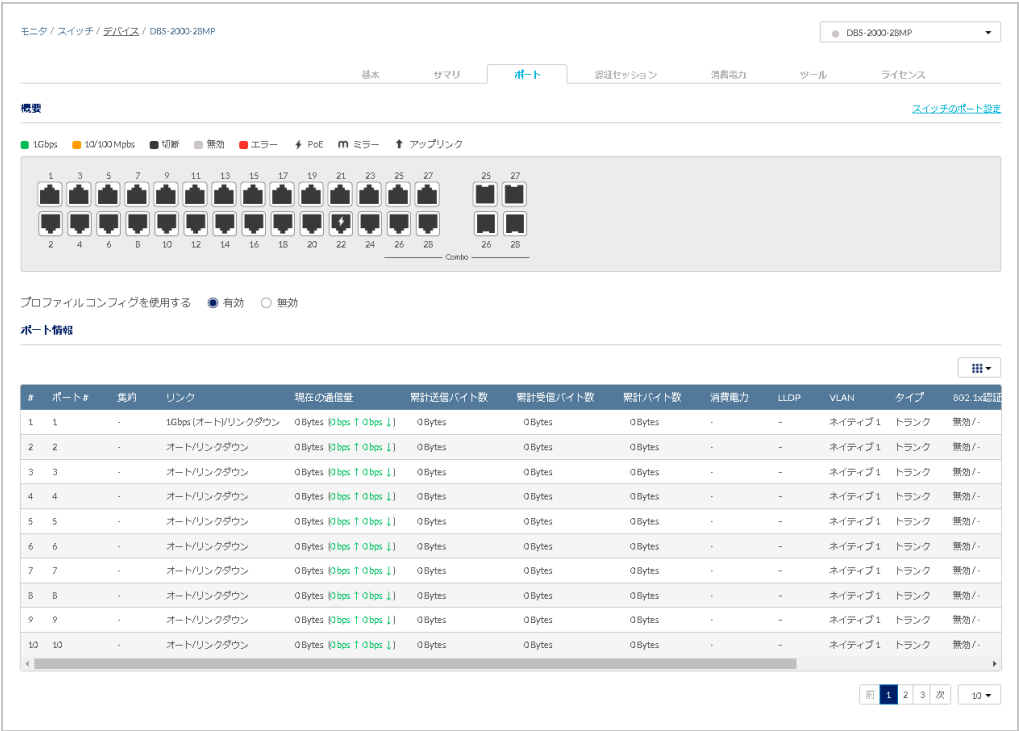 モニタ / スイッチ / デバイス / DBS-2000-28MP
DBS-2000-28MP
基本 サマリ ポート 認証セッション 消費電力 ツール ライセンス
概要 スイッチのポート設定
1Gbps 10/100 Mpbs 切断 無効 エラー PoE ミラー アップリンク
1 3 5 7 9 11 13 15 17 19 21 23 25 27 25 27
2 4 6 8 10 12 14 16 18 20 22 24 26 28 26 28
Combo
プロファイル コンフィグを使用する 有効 無効
ポート情報
# ポート# 集約 リンク 現在の通信量 累計送信バイト数 累計受信バイト数 累計バイト数 消費電力 LLDP VLAN タイプ 802.1x認証
1 1 - 1Gbps (オート)/リンクダウン 0 Bytes (0 bps ↑ 0 bps ↓) 0 Bytes 0 Bytes 0 Bytes - - ネイティブ 1 トランク 無効 / -
2 2 - オート/リンクダウン 0 Bytes (0 bps ↑ 0 bps ↓) 0 Bytes 0 Bytes 0 Bytes - - ネイティブ 1 トランク 無効 / -
3 3 - オート/リンクダウン 0 Bytes (0 bps ↑ 0 bps ↓) 0 Bytes 0 Bytes 0 Bytes - - ネイティブ 1 トランク 無効 / -
4 4 - オート/リンクダウン 0 Bytes (0 bps ↑ 0 bps ↓) 0 Bytes 0 Bytes 0 Bytes - - ネイティブ 1 トランク 無効 / -
5 5 - オート/リンクダウン 0 Bytes (0 bps ↑ 0 bps ↓) 0 Bytes 0 Bytes 0 Bytes - - ネイティブ 1 トランク 無効 / -
6 6 - オート/リンクダウン 0 Bytes (0 bps ↑ 0 bps ↓) 0 Bytes 0 Bytes 0 Bytes - - ネイティブ 1 トランク 無効 / -
7 7 - オート/リンクダウン 0 Bytes (0 bps ↑ 0 bps ↓) 0 Bytes 0 Bytes 0 Bytes - - ネイティブ 1 トランク 無効 / -
8 8 - オート/リンクダウン 0 Bytes (0 bps ↑ 0 bps ↓) 0 Bytes 0 Bytes 0 Bytes - - ネイティブ 1 トランク 無効 / -
9 9 - オート/リンクダウン 0 Bytes (0 bps ↑ 0 bps ↓) 0 Bytes 0 Bytes 0 Bytes - - ネイティブ 1 トランク 無効 / -
10 10 - オート/リンクダウン 0 Bytes (0 bps ↑ 0 bps ↓) 0 Bytes 0 Bytes 0 Bytes - - ネイティブ 1 トランク 無効 / -
前 1 2 3 次 10